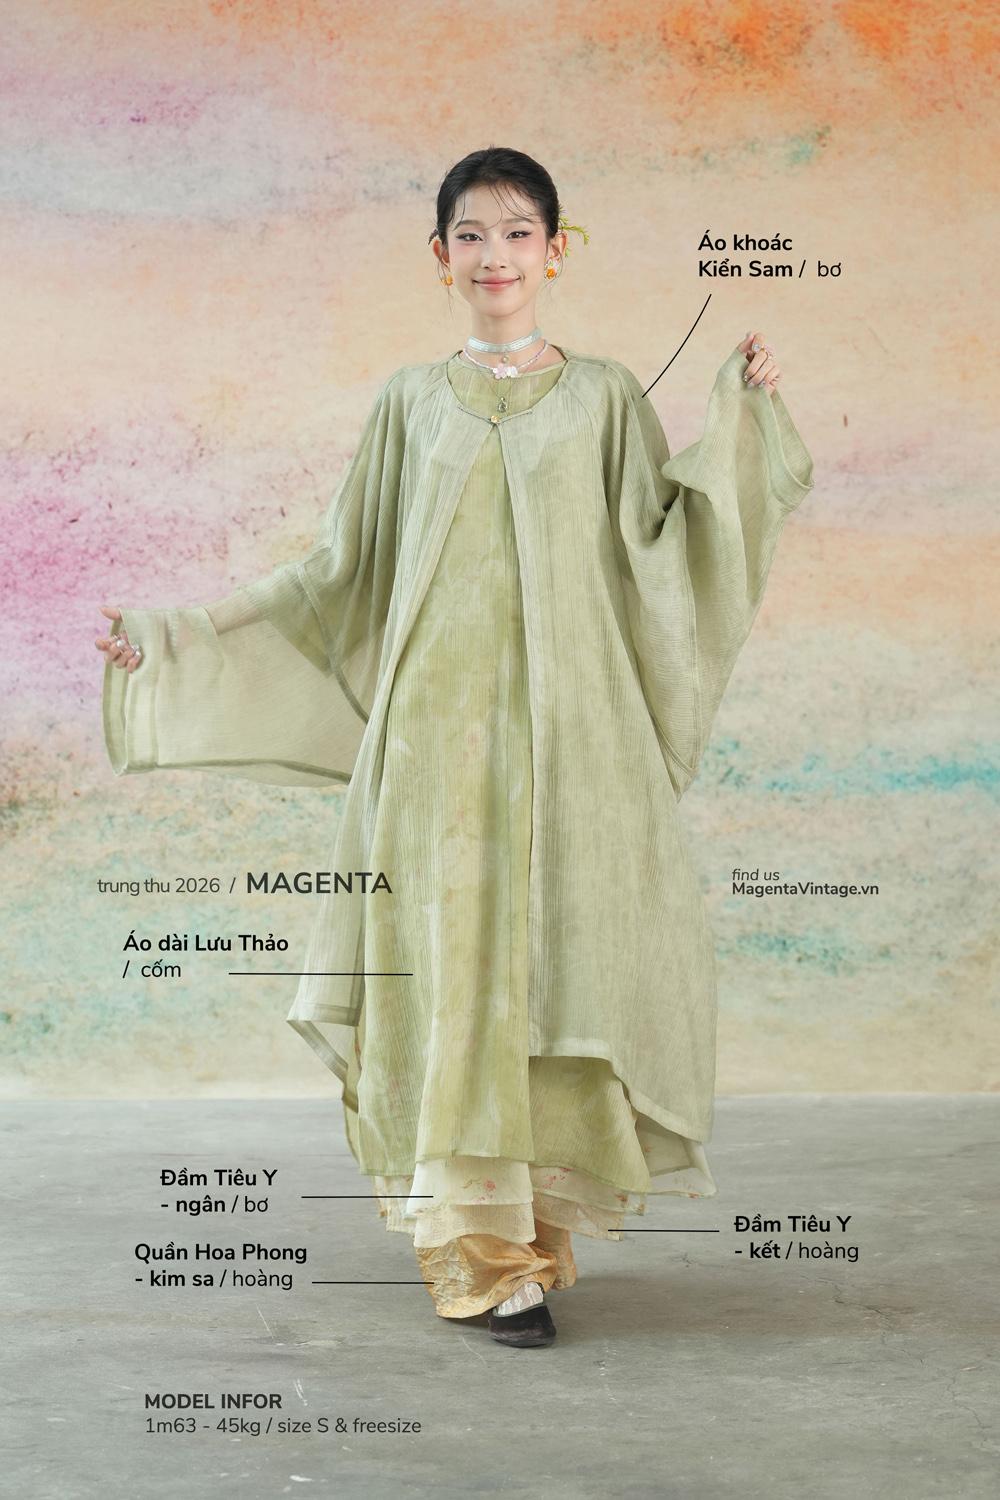 Áo khoác
Kiển Sam / bơ
trung thu 2026 / MAGENTA
find us
MagentaVintage.vn
Áo dài Lưu Thảo
/ cốm
Đầm Tiêu Y
- ngân / bơ
Đầm Tiêu Y
- kết / hoàng
Quần Hoa Phong
- kim sa / hoàng
MODEL INFOR
1m63 - 45kg / size S & freesize